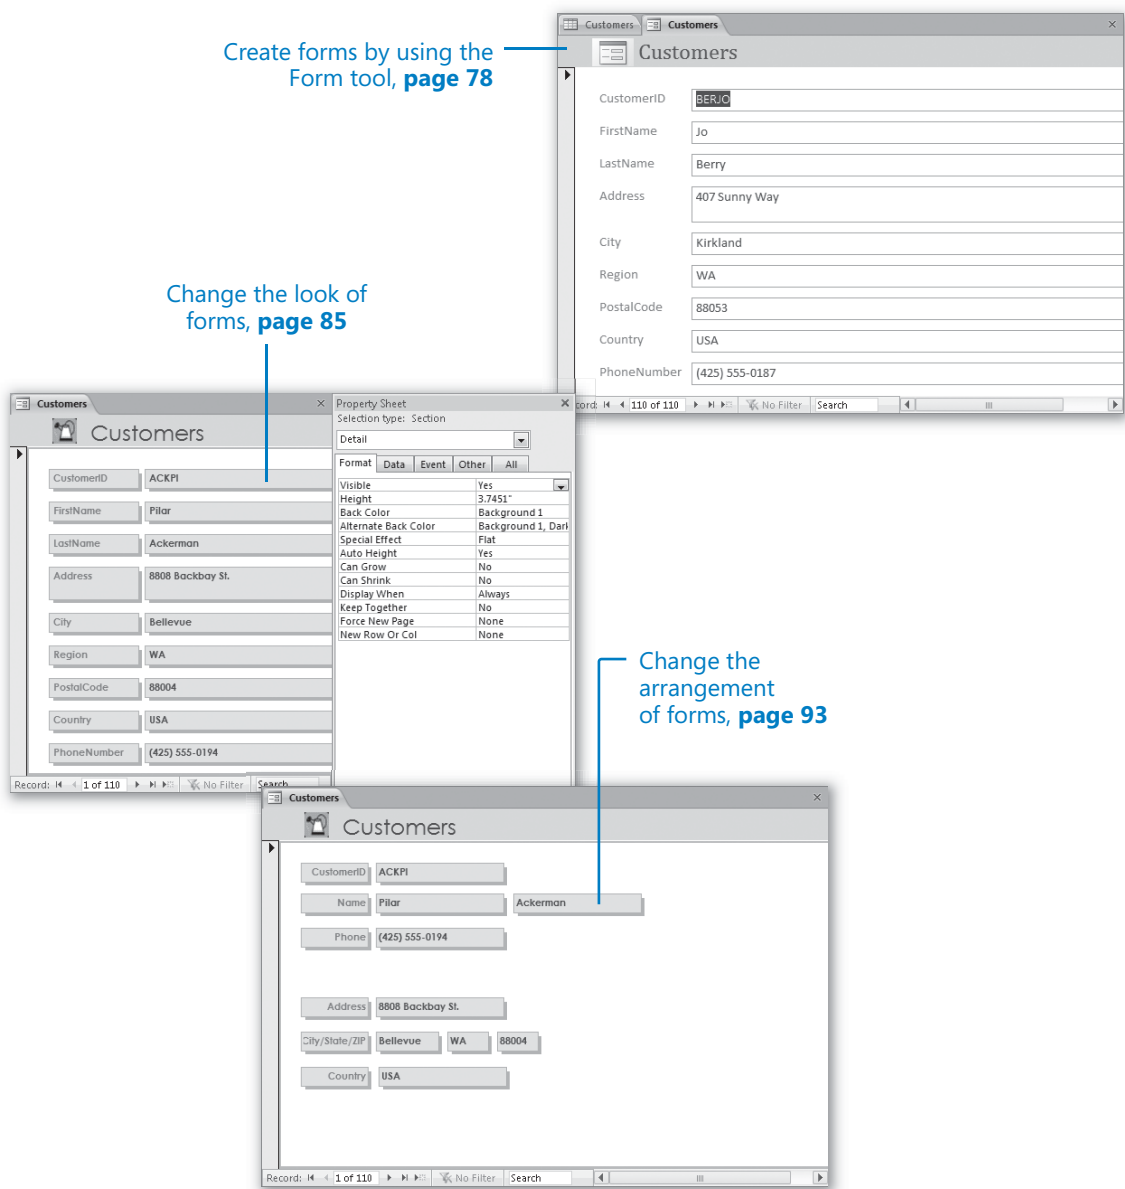 Customers
Customers
Create forms by using the
Form tool, page 78
Customers
CustomerID
BERJO
FirstName
Jo
LastName
Berry
Address
407 Sunny Way
City
Kirkland
Region
WA
PostalCode
88053
Country
USA
PhoneNumber
(425) 555-0187
cord:
110 of 110
No Filter
Search
Change the look of
forms, page 85
Customers
Customers
CustomerID
ACKPI
FirstName
Pilar
LastName
Ackerman
Address
8808 Backbay St.
City
Bellevue
Region
WA
PostalCode
88004
Country
USA
PhoneNumber
(425) 555-0194
Record:
1 of 110
No Filter
Search
Property Sheet
Selection type: Section
Detail
Format Data Event Other All
Visible Yes
Height 3.7451"
Back Color Background 1
Alternate Back Color Background 1, Dark
Special Effect Flat
Auto Height Yes
Can Grow No
Can Shrink No
Display When Always
Keep Together No
Force New Page None
New Row Or Col None
Change the
arrangement
of forms, page 93
Customers
Customers
CustomerID
ACKPI
Name
Pilar
Ackerman
Phone
(425) 555-0194
Address
8808 Backbay St.
City/State/ZIP
Bellevue
WA
88004
Country
USA
Record:
1 of 110
No Filter
Search